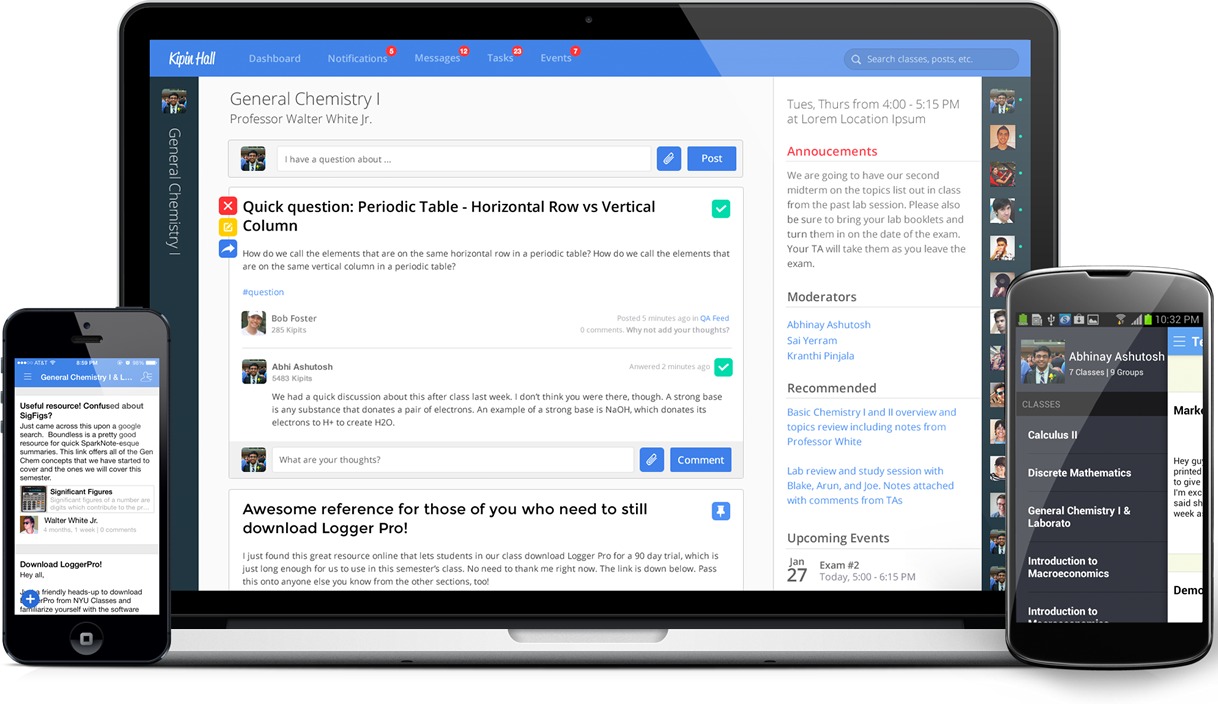 Kipin Hall
Dashboard
Notifications 5
Messages 12
Tasks 23
Events 7
Search classes, posts, etc.
General Chemistry I
General Chemistry I
Professor Walter White Jr.
I have a question about ...
Post
Quick question: Periodic Table - Horizontal Row vs Vertical
Column
How do we call the elements that are on the same horizontal row in a periodic table? How do we call the elements that
are on the same vertical column in a periodic table?
#question
Bob Foster
285 Kipits
Posted 5 minutes ago in QA Feed
0 comments. Why not add your thoughts?
Abhi Ashutosh
5483 Kipits
Anwered 2 minutes ago
We had a quick discussion about this after class last week. I don't think you were there, though. A strong base
is any substance that donates a pair of electrons. An example of a strong base is NaOH, which donates its
electrons to H+ to create H2O.
What are your thoughts?
Comment
Awesome reference for those of you who need to still
download Logger Pro!
I just found this great resource online that lets students in our class download Logger Pro for a 90 day trial, which is
just long enough for us to use in this semester's class. No need to thank me right now. The link is down below. Pass
this onto anyone else you know from the other sections, too!
Tues, Thurs from 4:00 - 5:15 PM
at Lorem Location Ipsum
Annoucements
We are going to have our second
midterm on the topics list out in class
from the past lab session. Please also
be sure to bring your lab booklets and
turn them in on the date of the exam.
Your TA will take them as you leave the
exam.
Moderators
Abhinay Ashutosh
Sai Yerram
Kranthi Pinjala
Recommended
Basic Chemistry I and II overview and
topics review including notes from
Professor White
Lab review and study session with
Blake, Arun, and Joe. Notes attached
with comments from TAs
Upcoming Events
Jan
27
Exam #2
Today, 5:00 - 6:15 PM
AT&T
8:59 PM
98%
General Chemistry I & L...
Useful resource! Confused about
SigFigs?
Just came across this upon a google
search. Boundless is a pretty good
resource for quick SparkNote-esque
summaries. This link offers all of the Gen
Chem concepts that we have started to
cover and the ones we will cover this
semester.
Significant Figures
Significant figures of a number are
digits which contribute to the pr...
Walter White Jr.
4 months, 1 week | 0 comments
Download LoggerPro!
Hey all,
friendly heads-up to download
from NYU Classes and
familiarize yourself with the software
10:32 PM
Abhinay Ashutosh
7 Classes | 9 Groups
CLASSES
Calculus II
Discrete Mathematics
General Chemistry I &
Laborato
Introduction to
Macroeconomics
Introduction to
Macroeconomics
Te
Marke
Hey gu
printed
to give
I'm exc
said sh
week a
Demo